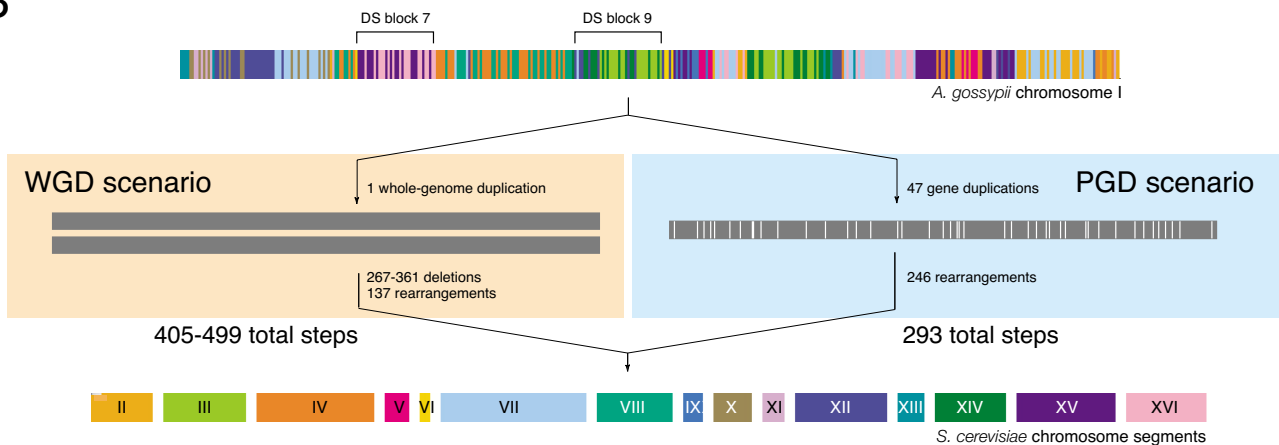 DS block 7
DS block 9
A. gossypii chromosome I
WGD scenario
1 whole-genome duplication
47 gene duplications
PGD scenario
267-361 deletions
137 rearrangements
246 rearrangements
405-499 total steps
293 total steps
II III IV V VI VII VIII IX X XI XII XIII XIV XV XVI
S. cerevisiae chromosome segments